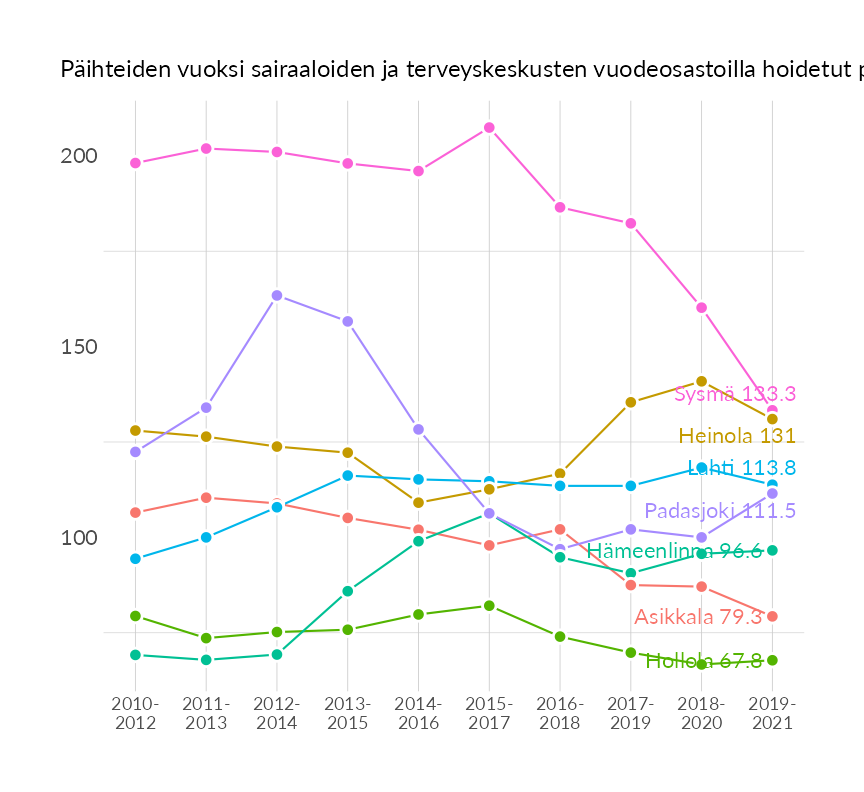 Päihteiden vuoksi sairaaloiden ja terveyskeskusten vuodeosastoilla hoidetut
200
150
100
Sysmä 133.3
Heinola 131
Lahti 113.8
Padasjoki 111.5
Hämeenlinna 96.6
Asikkala 79.3
Hollola 67.8
2010-
2012
2011-
2013
2012-
2014
2013-
2015
2014-
2016
2015-
2017
2016-
2018
2017-
2019
2018-
2020
2019-
2021